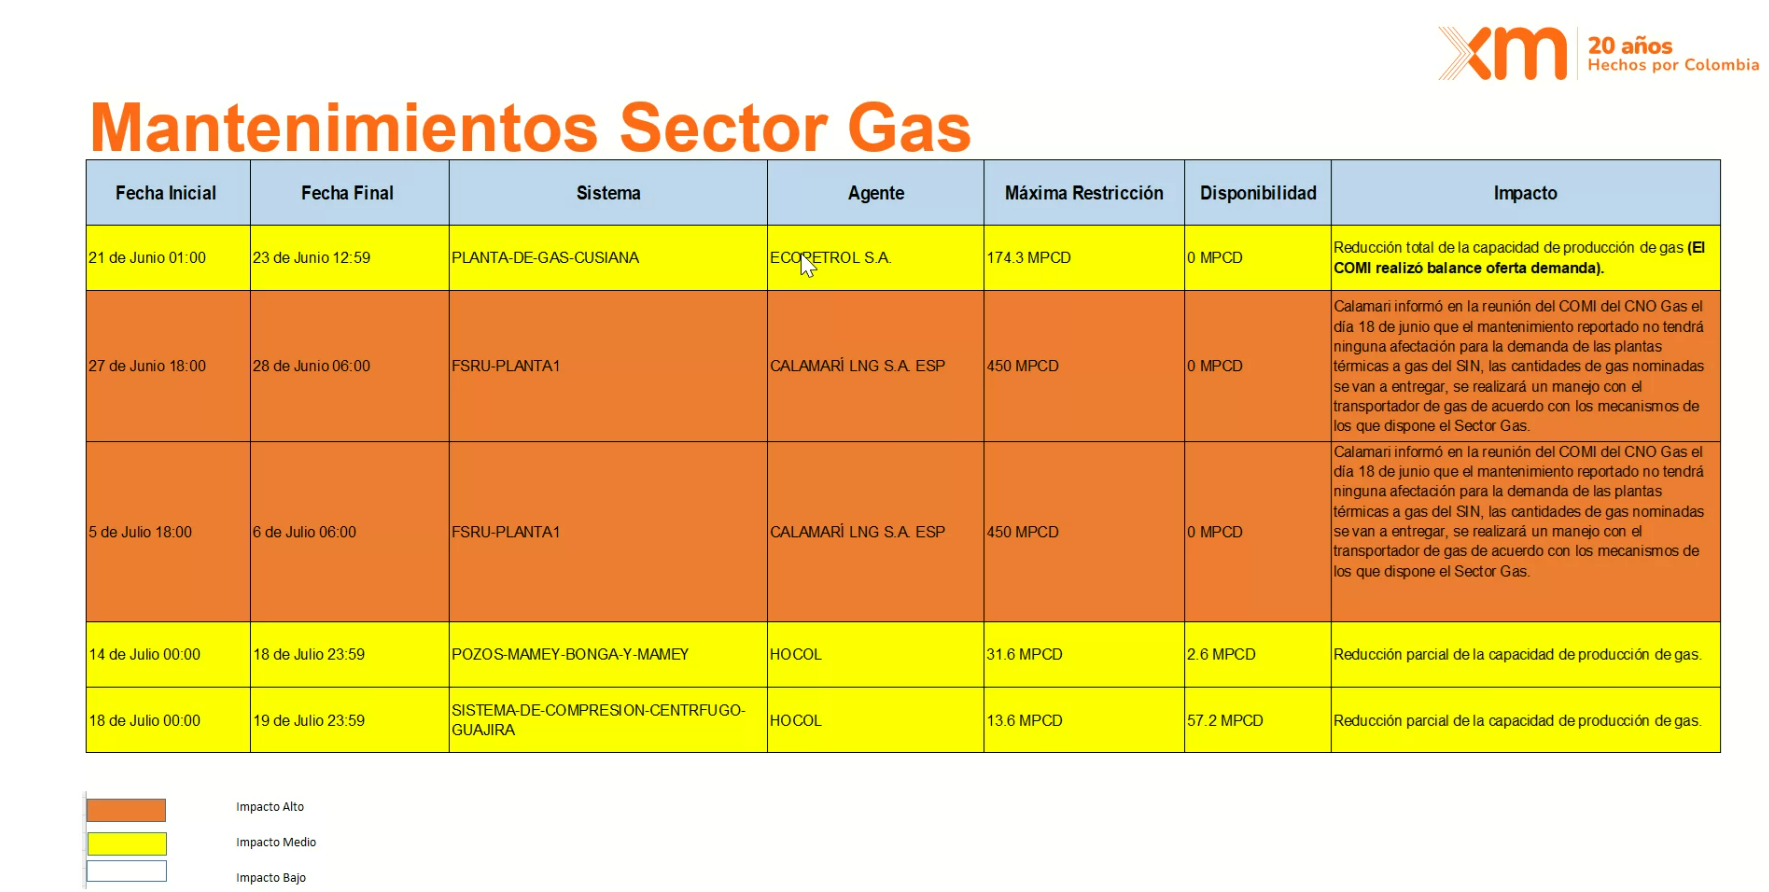 xm
20 años
Hechos por Colombia
Mantenimientos Sector Gas
Fecha Inicial Fecha Final Sistema Agente Máxima Restricción Disponibilidad Impacto
21 de Junio 01:00 23 de Junio 12:59 PLANTA-DE-GAS-CUSIANA ECOPETROL S.A. 174.3 MPCD 0 MPCD Reducción total de la capacidad de producción de gas (El
COMI realizó balance oferta demanda).
27 de Junio 18:00 28 de Junio 06:00 FSRU-PLANTA1 CALAMARÌ LNG S.A. ESP 450 MPCD 0 MPCD
Calamari informó en la reunión del COMI del CNO Gas el
día 18 de junio que el mantenimiento reportado no tendrá
ninguna afectación para la demanda de las plantas
térmicas a gas del SIN, las cantidades de gas nominadas
se van a entregar, se realizará un manejo con el
transportador de gas de acuerdo con los mecanismos de
los que dispone el Sector Gas.
5 de Julio 18:00 6 de Julio 06:00 FSRU-PLANTA1 CALAMARÌ LNG S.A. ESP 450 MPCD 0 MPCD
Calamari informó en la reunión del COMI del CNO Gas el
día 18 de junio que el mantenimiento reportado no tendrá
ninguna afectación para la demanda de las plantas
térmicas a gas del SIN, las cantidades de gas nominadas
se van a entregar, se realizará un manejo con el
transportador de gas de acuerdo con los mecanismos de
los que dispone el Sector Gas.
14 de Julio 00:00 18 de Julio 23:59 POZOS-MAMEY-BONGA-Y-MAMEY HOCOL 31.6 MPCD 2.6 MPCD Reducción parcial de la capacidad de producción de gas.
18 de Julio 00:00 19 de Julio 23:59 SISTEMA-DE-COMPRESION-CENTRFUGO-
GUAJIRA HOCOL 13.6 MPCD 57.2 MPCD Reducción parcial de la capacidad de producción de gas.
Impacto Alto
Impacto Medio
Impacto Bajo